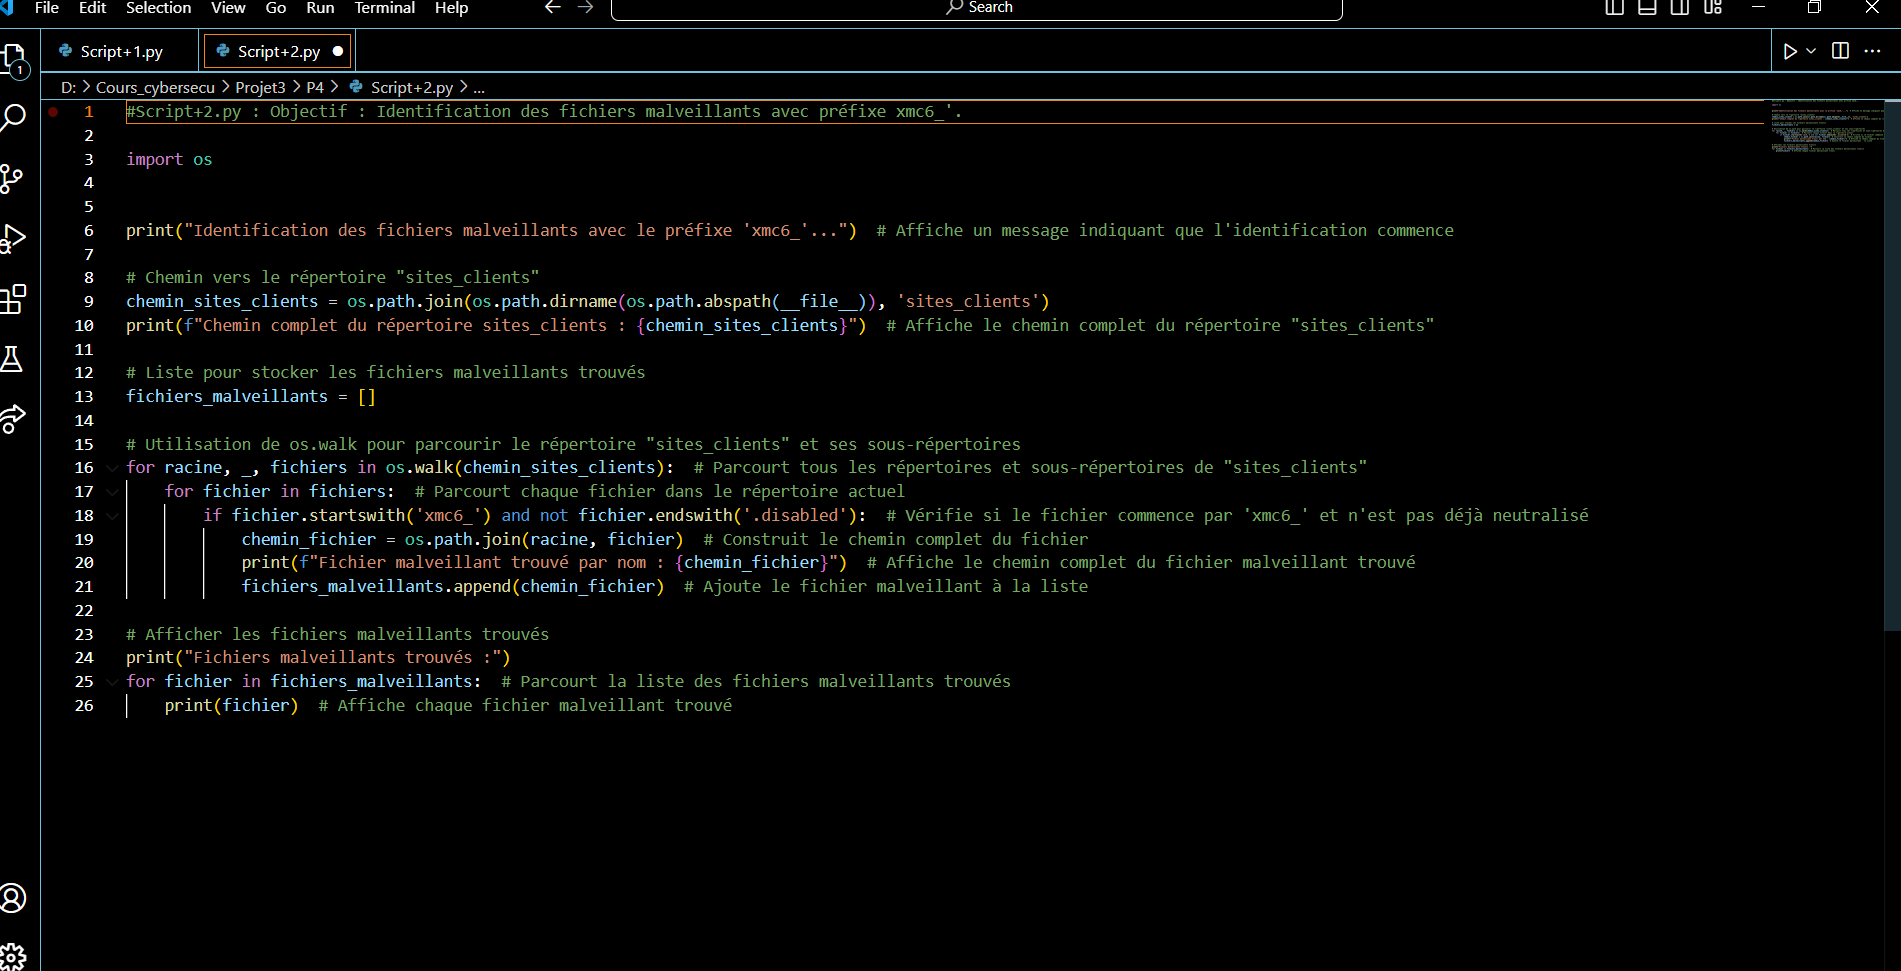 File Edit Selection View Go Run Terminal Help Search
Script+1.py Script+2.py
1
D: > Cours_cybersecu > Projet3 > P4 > Script+2.py > ...
1 #Script+2.py : Objectif : Identification des fichiers malveillants avec préfixe xmc6_'.
2
3 import os
4
5
6 print("Identification des fichiers malveillants avec le préfixe 'xmc6_'...")  # Affiche un message indiquant que l'identification commence
7
8 # Chemin vers le répertoire "sites_clients"
9 chemin_sites_clients = os.path.join(os.path.dirname(os.path.abspath(__file__)), 'sites_clients')
10 print(f"Chemin complet du répertoire sites_clients : {chemin_sites_clients}")  # Affiche le chemin complet du répertoire "sites_clients"
11
12 # Liste pour stocker les fichiers malveillants trouvés
13 fichiers_malveillants = []
14
15 # Utilisation de os.walk pour parcourir le répertoire "sites_clients" et ses sous-répertoires
16 for racine, _, fichiers in os.walk(chemin_sites_clients):  # Parcourt tous les répertoires et sous-répertoires de "sites_clients"
17     for fichier in fichiers:  # Parcourt chaque fichier dans le répertoire actuel
18         if fichier.startswith('xmc6_') and not fichier.endswith('.disabled'):  # Vérifie si le fichier commence par 'xmc6_' et n'est pas déjà neutralisé
19             chemin_fichier = os.path.join(racine, fichier)  # Construit le chemin complet du fichier
20             print(f"Fichier malveillant trouvé par nom : {chemin_fichier}")  # Affiche le chemin complet du fichier malveillant trouvé
21             fichiers_malveillants.append(chemin_fichier)  # Ajoute le fichier malveillant à la liste
22
23 # Afficher les fichiers malveillants trouvés
24 print("Fichiers malveillants trouvés :")
25 for fichier in fichiers_malveillants:  # Parcourt la liste des fichiers malveillants trouvés
26     print(fichier)  # Affiche chaque fichier malveillant trouvé